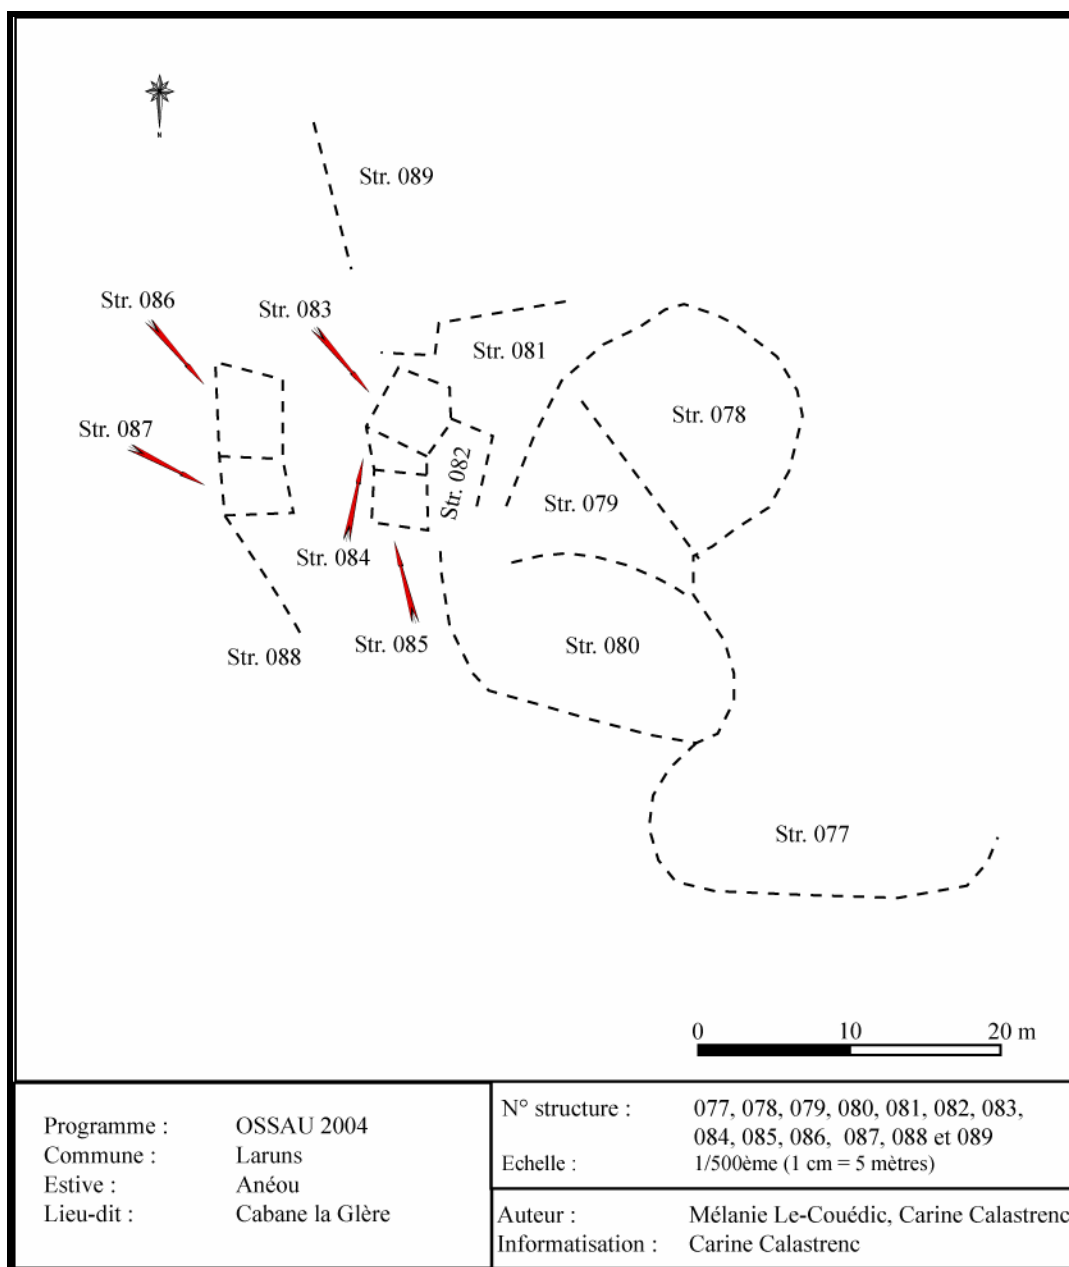 N
Str. 089
Str. 086
Str. 083
Str. 081
Str. 078
Str. 087
Str. 082
Str. 079
Str. 084
Str. 085
Str. 080
Str. 088
Str. 077
0 10 20 m
Programme : OSSAU 2004
Commune : Laruns
Estive : Anéou
Lieu-dit : Cabane la Glère
N° structure : 077, 078, 079, 080, 081, 082, 083,
084, 085, 086, 087, 088 et 089
Echelle : 1/500ème (1 cm = 5 mètres)
Auteur : Mélanie Le-Couédic, Carine Calastrenc
Informatisation : Carine Calastrenc